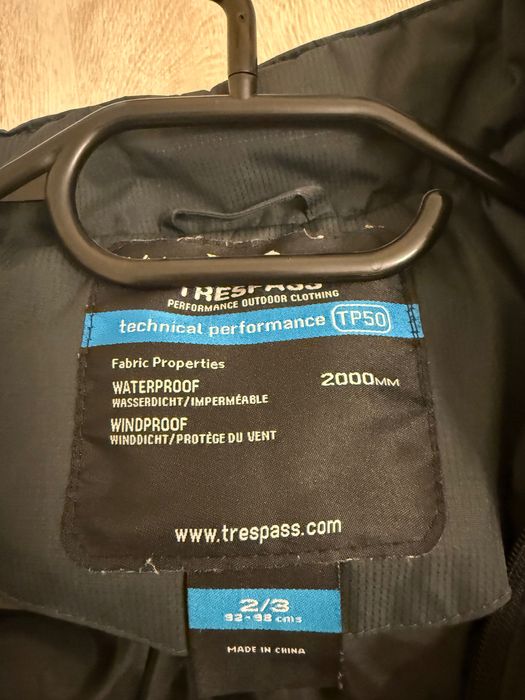 TRESPASS
PERFORMANCE OUTDOOR CLOTHING
technical performance TP50
Fabric Properties
WATERPROOF 2000MM
WASSERDICHT/IMPERMÉABLE
WINDPROOF
WINDDICHT/PROTÈGE DU VENT
www.trespass.com
2/3
92-98 cms
MADE IN CHINA